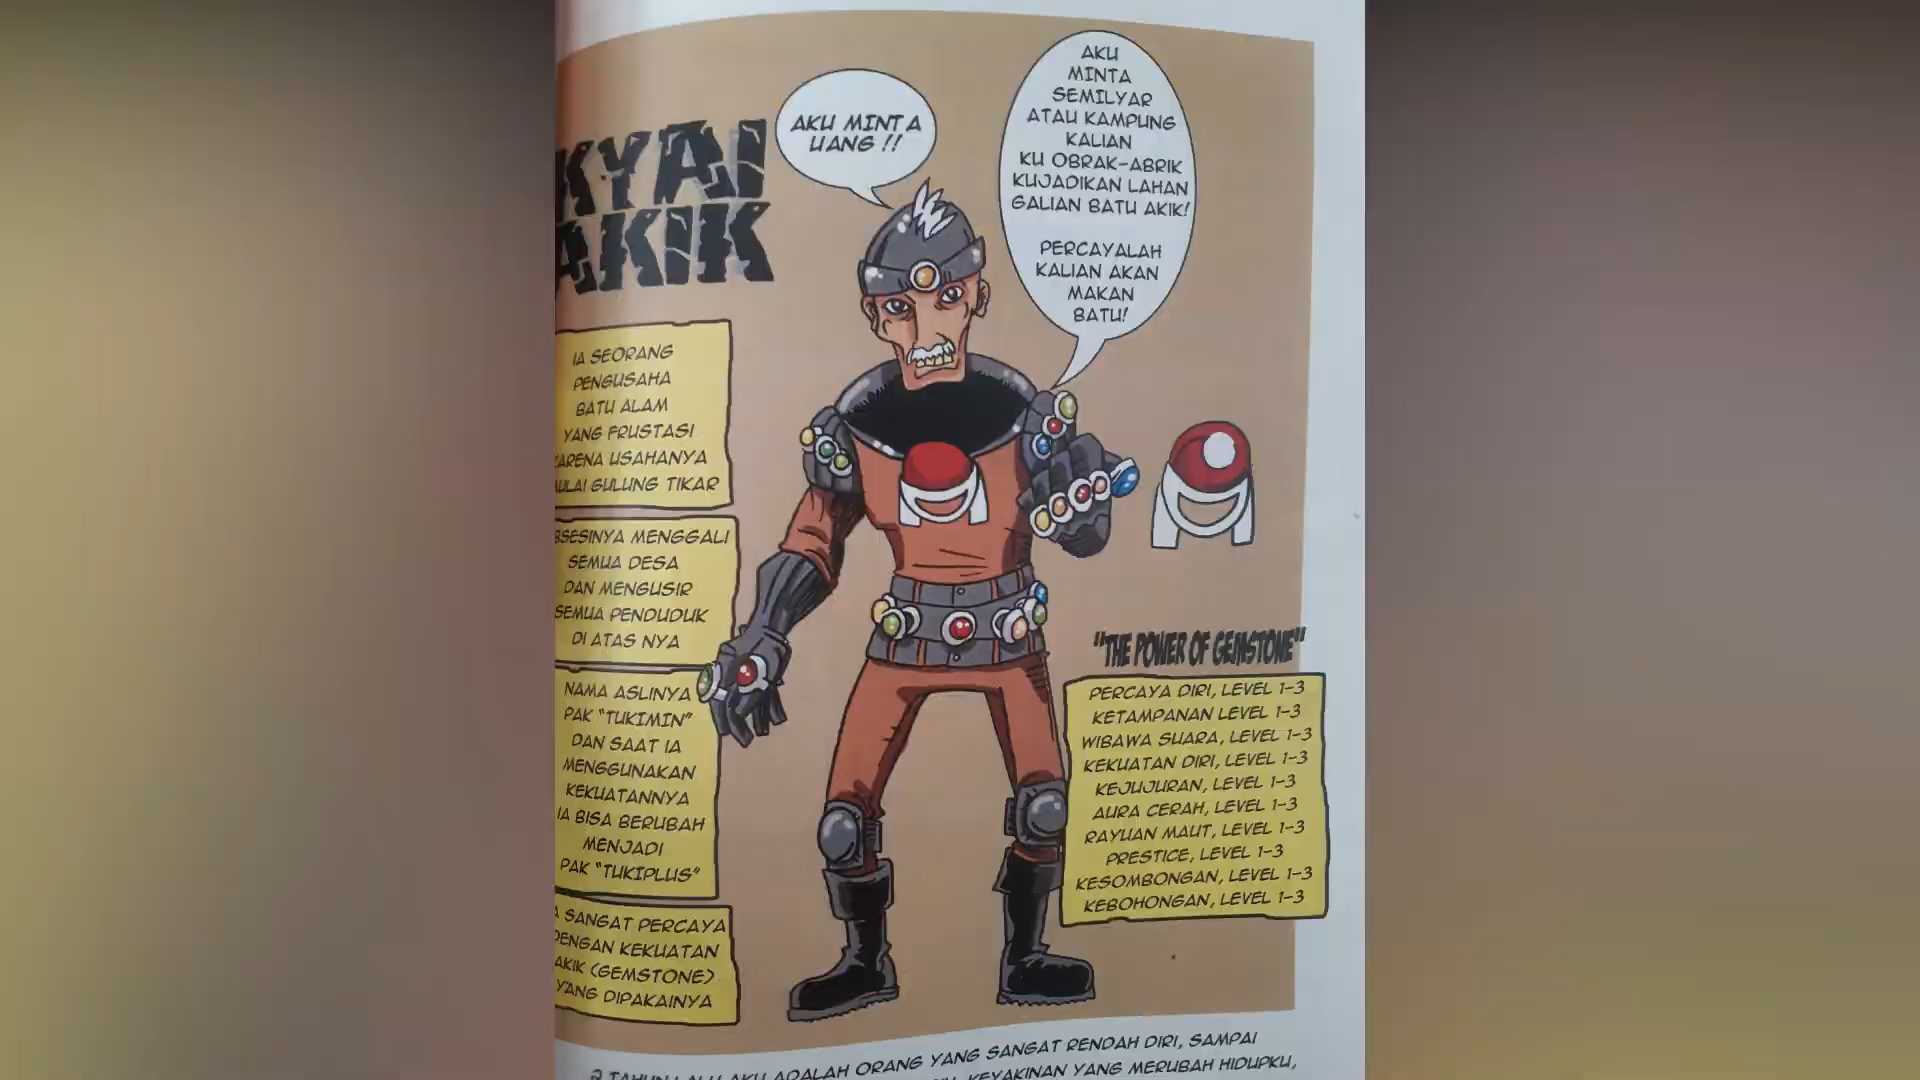 KYAI
AKIK
AKU MINTA
UANG !!
AKU
MINTA
SEMILYAR
ATAU KAMPUNG
KALIAN
KU OBRAK-ABRIK
KUJADIKAN LAHAN
GALIAN BATU AKIK!
PERCAYALAH
KALIAN AKAN
MAKAN
BATU!
IA SEORANG
PENGUSAHA
BATU ALAM
YANG FRUSTASI
KARENA USAHANYA
MULAI GULUNG TIKAR
OBSESINYA MENGGALI
SEMUA DESA
DAN MENGUSIR
SEMUA PENDUDUK
DI ATAS NYA
NAMA ASLINYA
PAK "TUKIMIN"
DAN SAAT IA
MENGGUNAKAN
KEKUATANNYA
IA BISA BERUBAH
MENJADI
PAK "TUKIPLUS"
SANGAT PERCAYA
DENGAN KEKUATAN
AKIK (GEMSTONE)
YANG DIPAKAINYA
"THE POWER OF GEMSTONE"
PERCAYA DIRI, LEVEL 1-3
KETAMPANAN LEVEL 1-3
WIBAWA SUARA, LEVEL 1-3
KEKUATAN DIRI, LEVEL 1-3
KEJUJURAN, LEVEL 1-3
AURA CERAH, LEVEL 1-3
RAYUAN MAUT, LEVEL 1-3
PRESTICE, LEVEL 1-3
KESOMBONGAN, LEVEL 1-3
KEBOHONGAN, LEVEL 1-3
2 TAHUN LALU AKU ADALAH ORANG YANG SANGAT RENDAH DIRI, SAMPAI
KEYAKINAN YANG MERUBAH HIDUPKU,